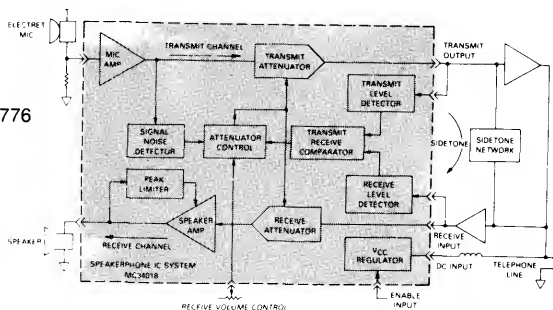 ELECTRET
MIC
MIC
AMP
TRANSMIT CHANNEL
TRANSMIT
ATTENUATOR
TRANSMIT
OUTPUT
776
TRANSMIT
LEVEL
DETECTOR
SIGNAL
NOISE
DETECTOR
ATTENUATOR
CONTROL
TRANSMIT
RECEIVE
COMPARATOR
SIDETONE
SIDETONE
NETWORK
PEAK
LIMITER
RECEIVE
LEVEL
DETECTOR
SPEAKER
SPEAKER
AMP
RECEIVE
ATTENUATOR
RECEIVE
INPUT
RECEIVE CHANNEL
SPEAKERPHONE IC SYSTEM
MC34018
VCC
REGULATOR
DC INPUT
TELEPHONE
LINE
RECEIVE VOLUME CONTROL
ENABLE
INPUT